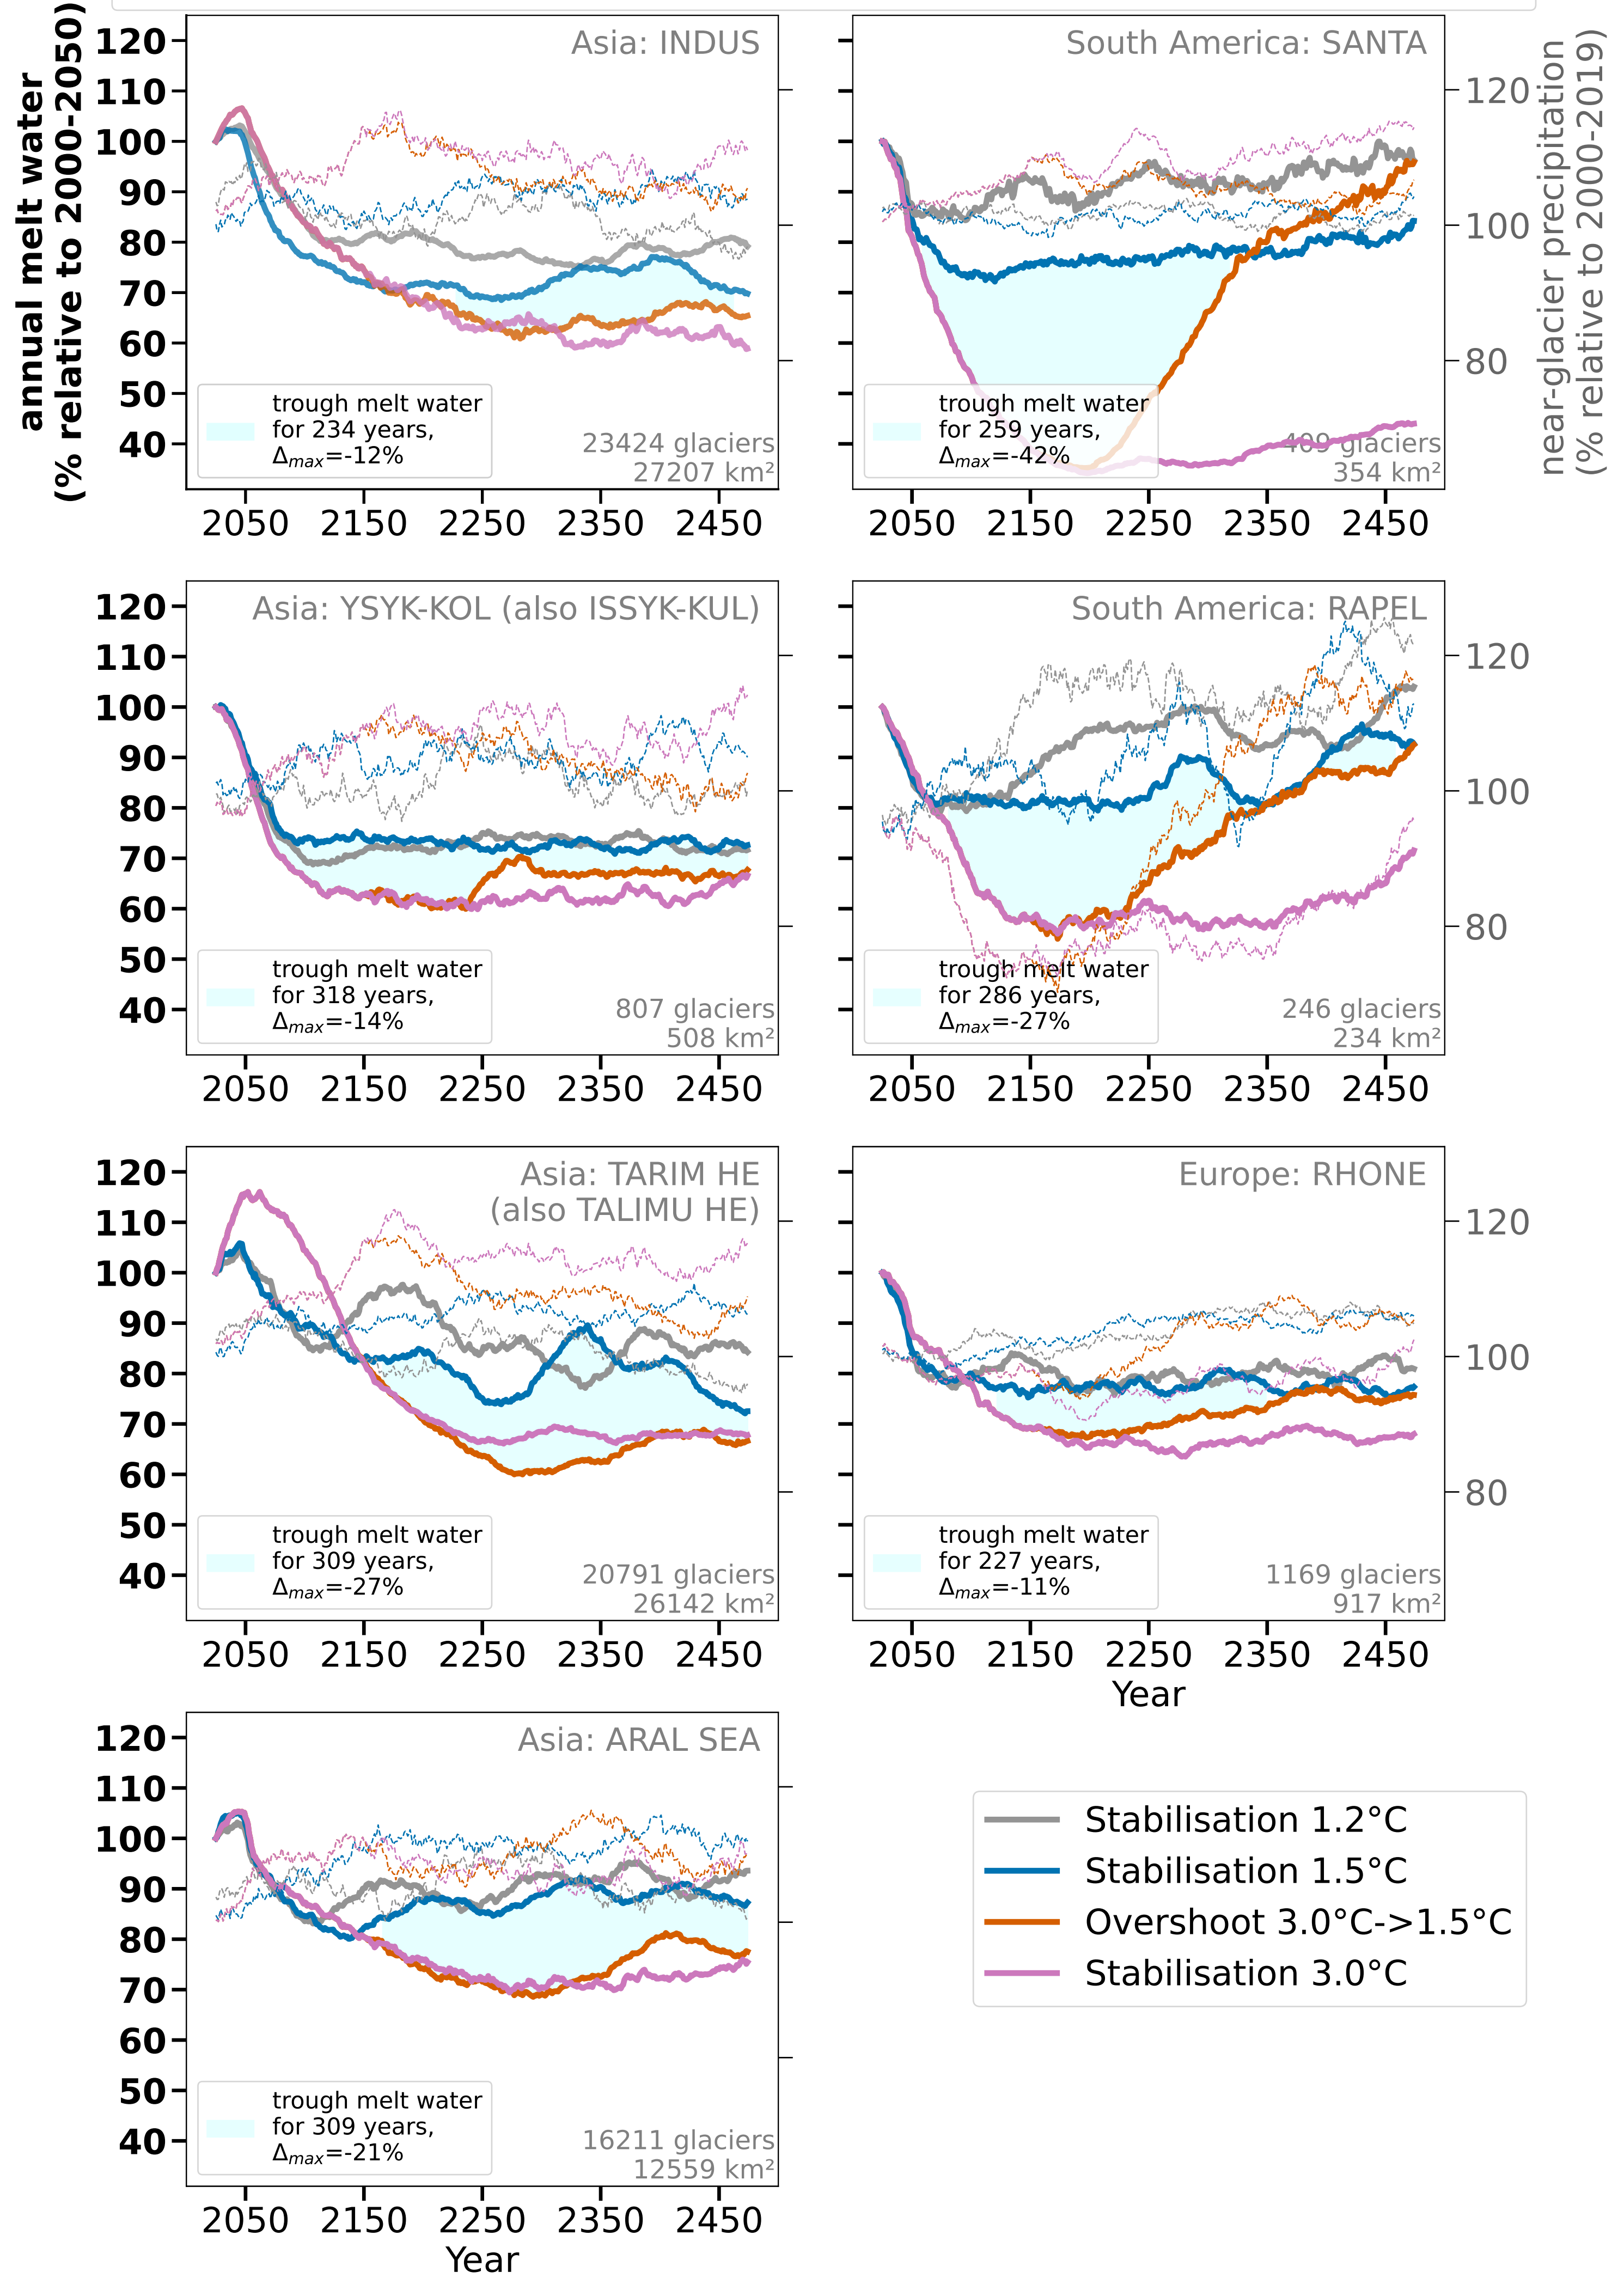 annual melt water
(% relative to 2000-2050)
120
110
100
90
80
70
60
50
40
Asia: INDUS
trough melt water
for 234 years,
Δmax=-12%
23424 glaciers
27207 km²
2050 2150 2250 2350 2450
South America: SANTA
trough melt water
for 259 years,
Δmax=-42%
409 glaciers
354 km²
2050 2150 2250 2350 2450
120
100
80
near-glacier precipitation
(% relative to 2000-2019)
120
110
100
90
80
70
60
50
40
Asia: YSYK-KOL (also ISSYK-KUL)
trough melt water
for 318 years,
Δmax=-14%
807 glaciers
508 km²
2050 2150 2250 2350 2450
South America: RAPEL
trough melt water
for 286 years,
Δmax=-27%
246 glaciers
234 km²
2050 2150 2250 2350 2450
120
100
80
120
110
100
90
80
70
60
50
40
Asia: TARIM HE
(also TALIMU HE)
trough melt water
for 309 years,
Δmax=-27%
20791 glaciers
26142 km²
2050 2150 2250 2350 2450
Europe: RHONE
trough melt water
for 227 years,
Δmax=-11%
1169 glaciers
917 km²
2050 2150 2250 2350 2450
Year
120
100
80
120
110
100
90
80
70
60
50
40
Asia: ARAL SEA
trough melt water
for 309 years,
Δmax=-21%
16211 glaciers
12559 km²
2050 2150 2250 2350 2450
Year
Stabilisation 1.2°C
Stabilisation 1.5°C
Overshoot 3.0°C->1.5°C
Stabilisation 3.0°C